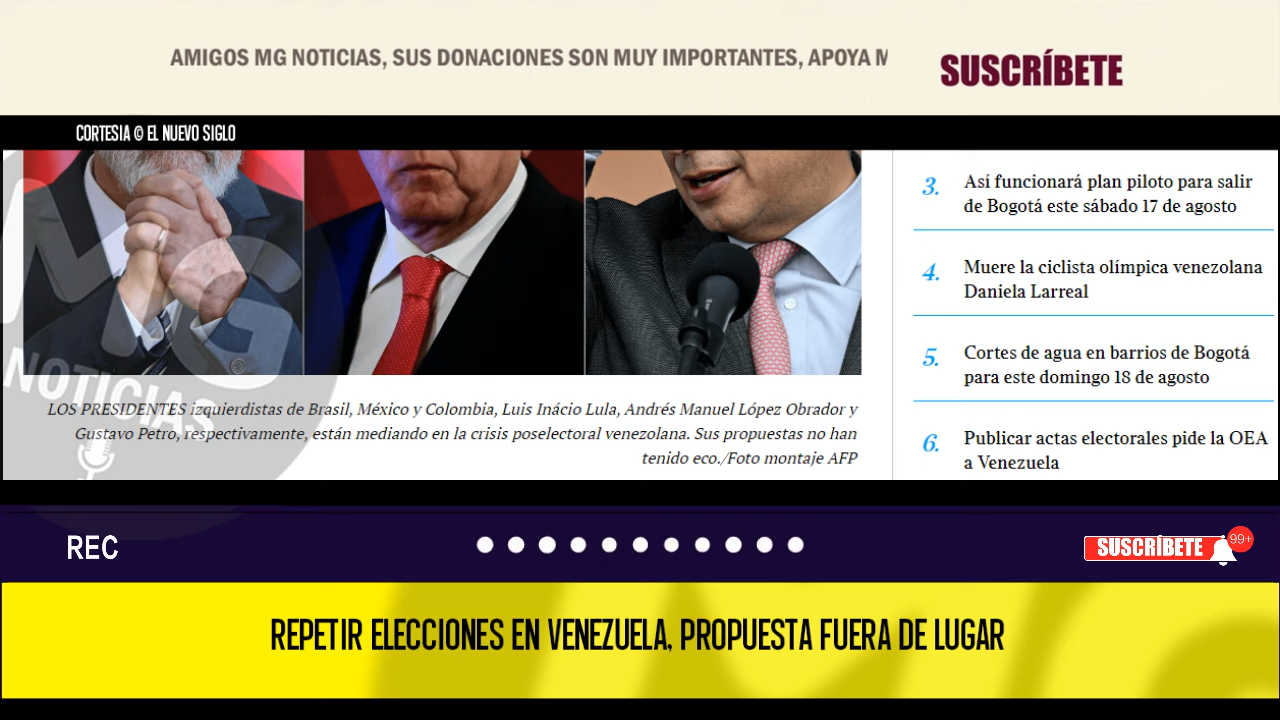 AMIGOS MG NOTICIAS, SUS DONACIONES SON MUY IMPORTANTES, APOYA
SUSCRÍBETE
CORTESIA © EL NUEVO SIGLO
MG
NOTICIAS
LOS PRESIDENTES izquierdistas de Brasil, México y Colombia, Luis Inácio Lula, Andrés Manuel López Obrador y
Gustavo Petro, respectivamente, están mediando en la crisis poselectoral venezolana. Sus propuestas no han
tenido eco./Foto montaje AFP
3. Así funcionará plan piloto para salir
de Bogotá este sábado 17 de agosto
4. Muere la ciclista olímpica venezolana
Daniela Larreal
5. Cortes de agua en barrios de Bogotá
para este domingo 18 de agosto
6. Publicar actas electorales pide la OEA
a Venezuela
REC
SUSCRÍBETE
99+
REPETIR ELECCIONES EN VENEZUELA, PROPUESTA FUERA DE LUGAR